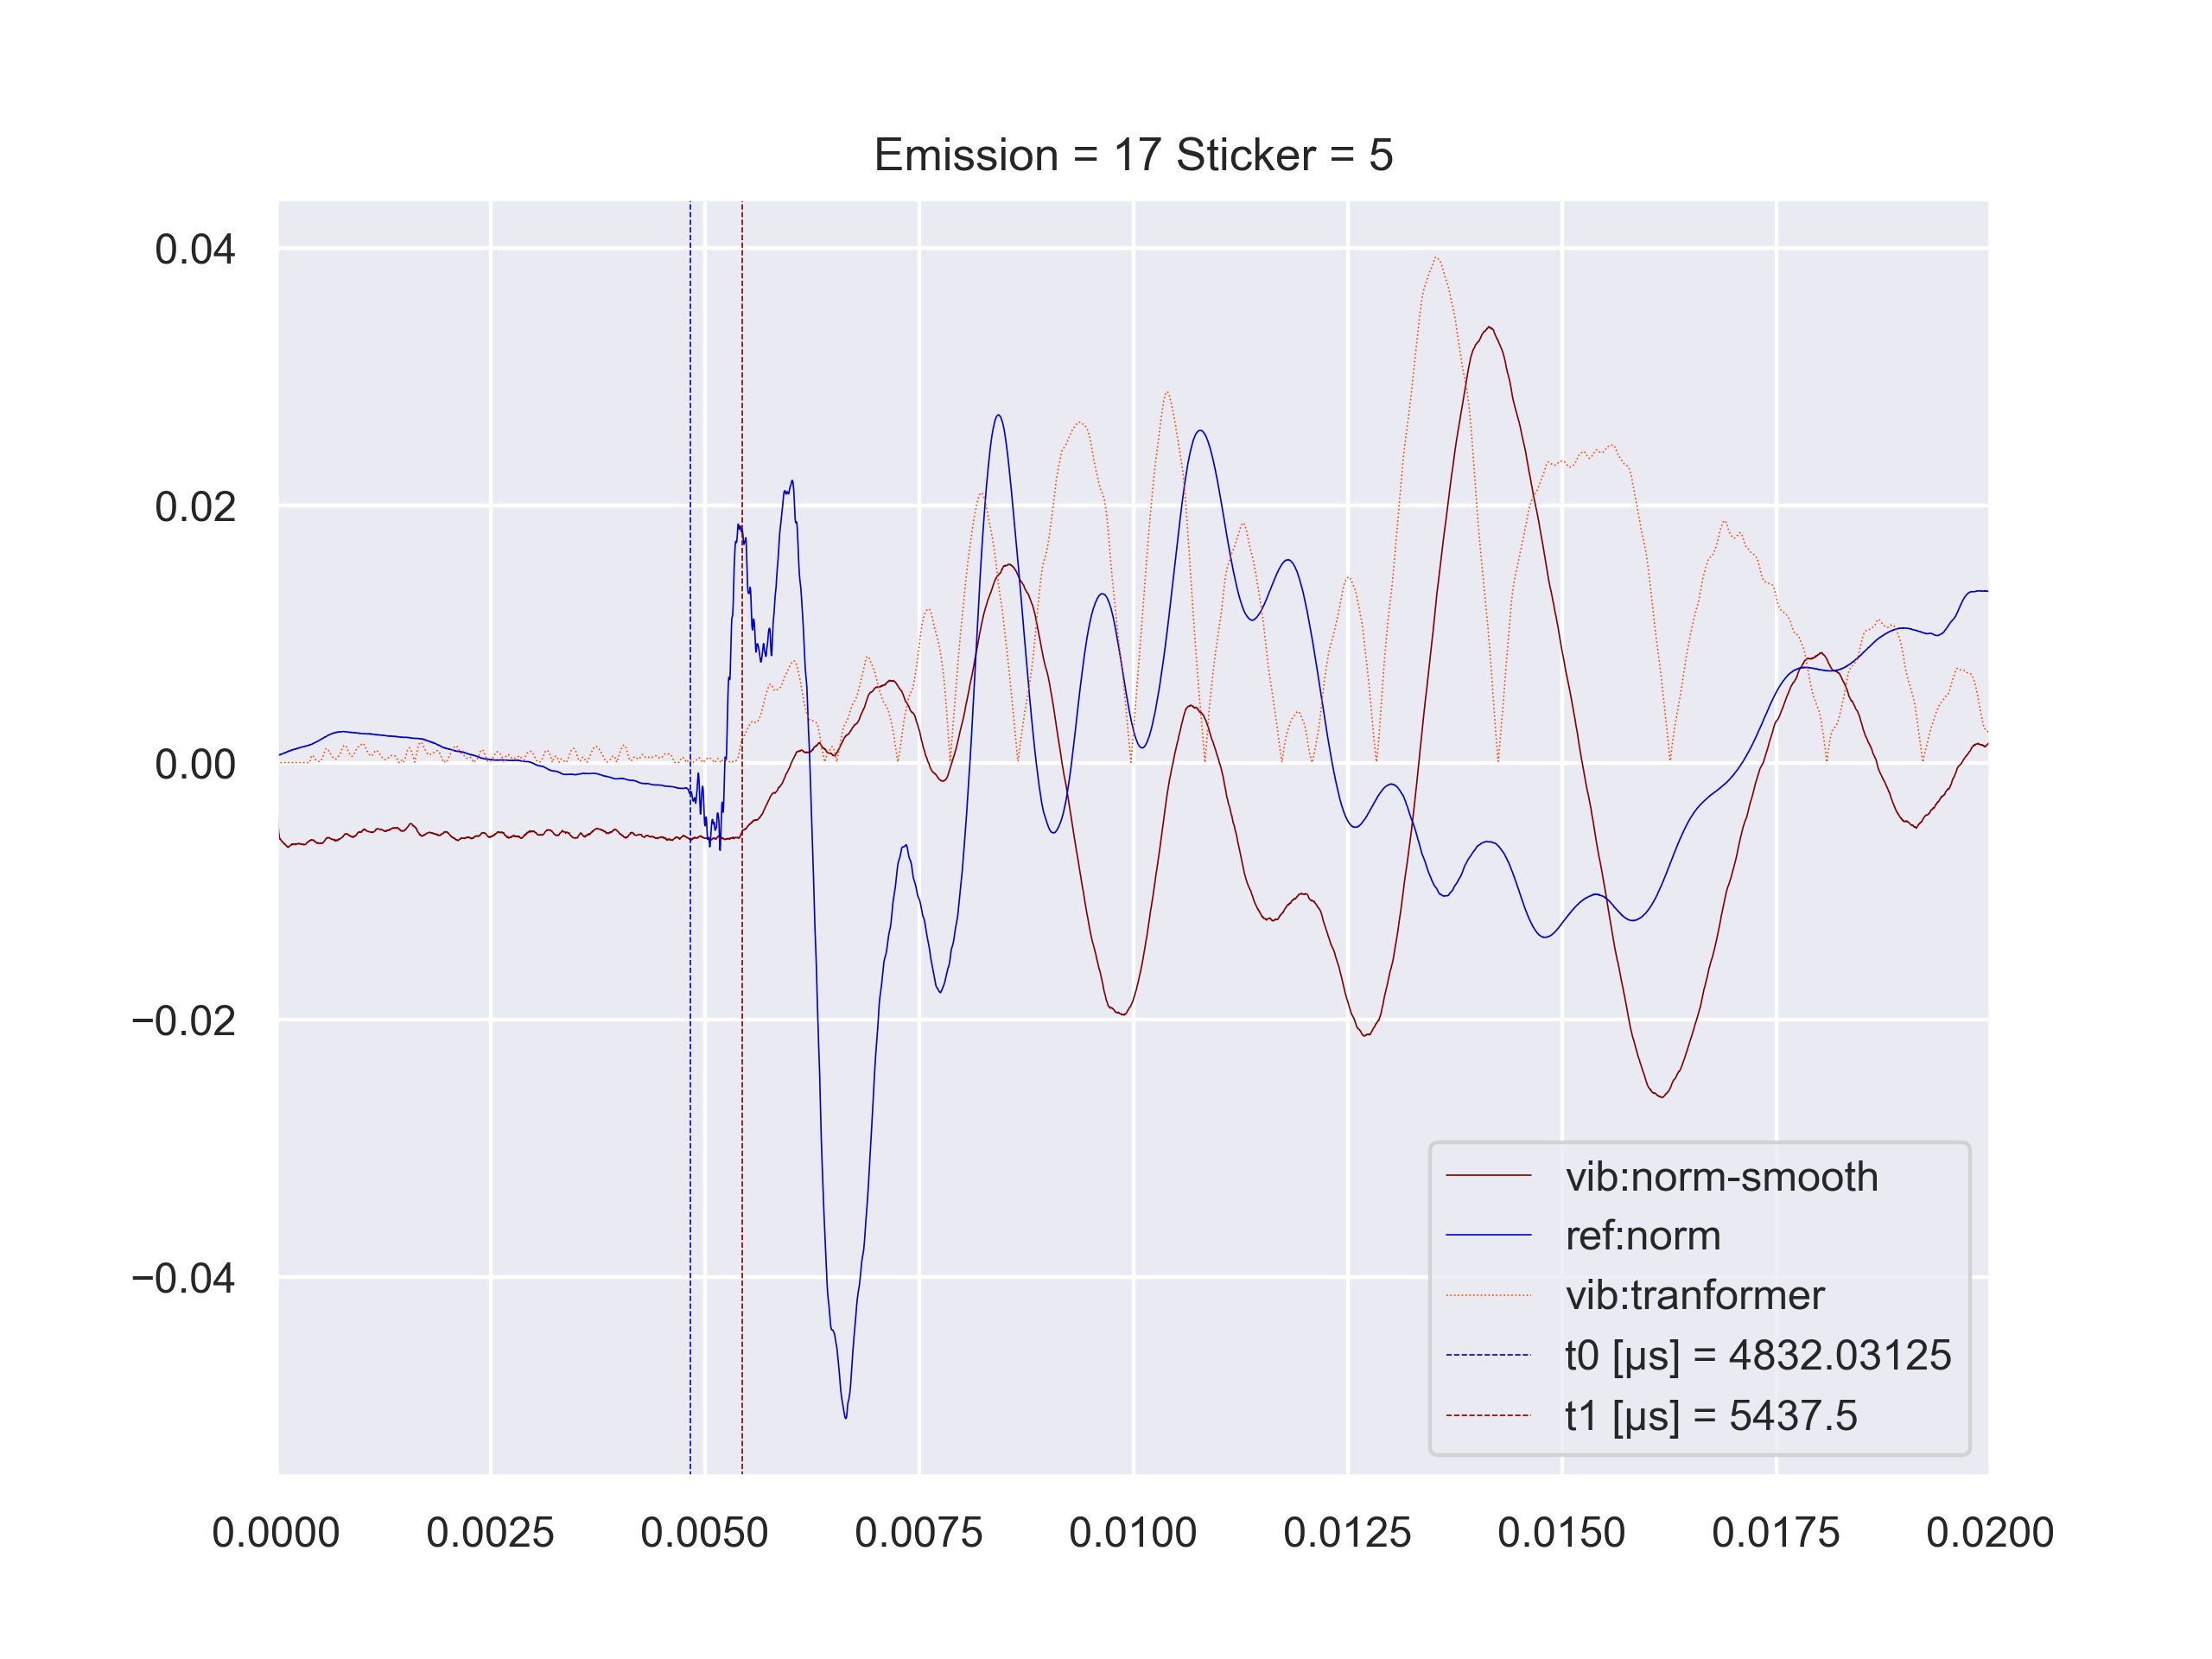 Emission = 17 Sticker = 5
0.04
0.02
0.00
−0.02
−0.04
vib:norm-smooth
ref:norm
vib:tranformer
t0 [µs] = 4832.03125
t1 [µs] = 5437.5
0.0000 0.0025 0.0050 0.0075 0.0100 0.0125 0.0150 0.0175 0.0200